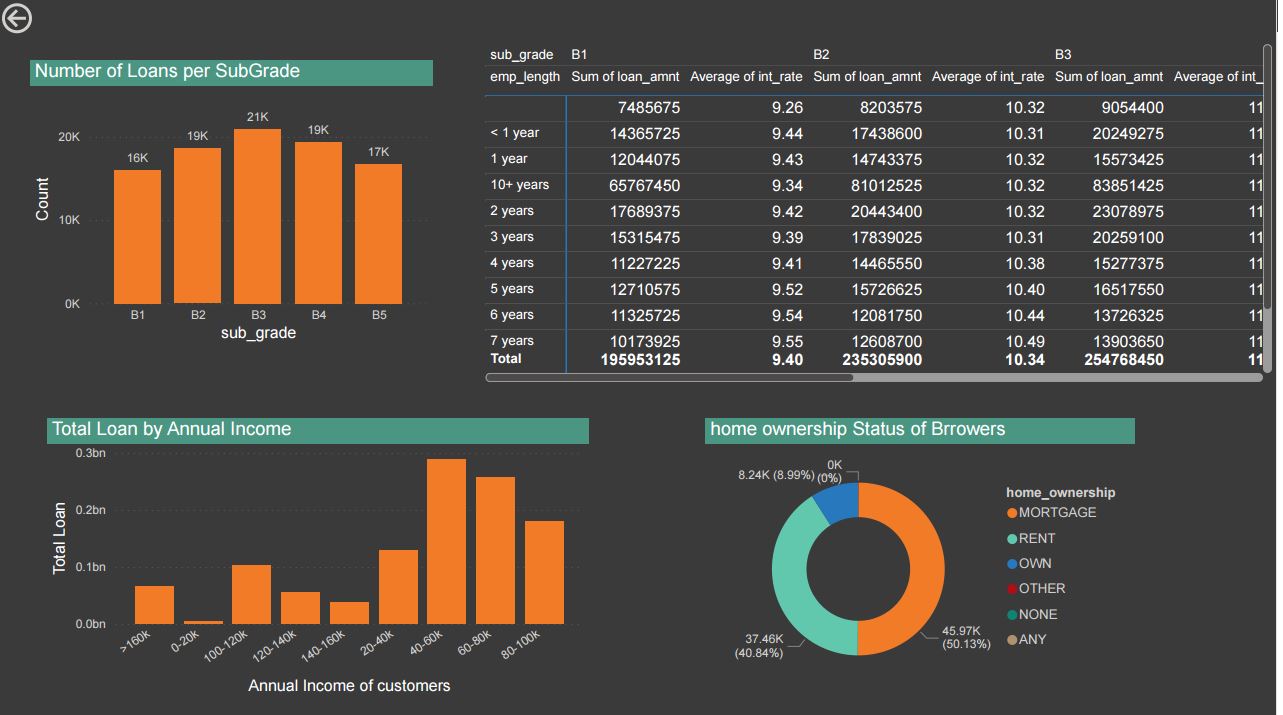 Number of Loans per SubGrade
20K
10K
0K
Count
16K
19K
21K
19K
17K
B1 B2 B3 B4 B5
sub_grade
sub_grade B1 B2 B3
emp_length Sum of loan_amnt Average of int_rate Sum of loan_amnt Average of int_rate Sum of loan_amnt Average of int_
7485675 9.26 8203575 10.32 9054400 11
< 1 year 14365725 9.44 17438600 10.31 20249275 11
1 year 12044075 9.43 14743375 10.32 15573425 11
10+ years 65767450 9.34 81012525 10.32 83851425 11
2 years 17689375 9.42 20443400 10.32 23078975 11
3 years 15315475 9.39 17839025 10.31 20259100 11
4 years 11227225 9.41 14465550 10.38 15277375 11
5 years 12710575 9.52 15726625 10.40 16517550 11
6 years 11325725 9.54 12081750 10.44 13726325 11
7 years 10173925 9.55 12608700 10.49 13903650 11
Total 195953125 9.40 235305900 10.34 254768450 11
Total Loan by Annual Income
0.3bn
0.2bn
0.1bn
0.0bn
Total Loan
>160k 0-20k 100-120k 120-140k 140-160k 20-40k 40-60k 60-80k 80-100k
Annual Income of customers
home ownership Status of Brrowers
0K
(0%)
8.24K (8.99%)
37.46K
(40.84%)
45.97K
(50.13%)
home_ownership
MORTGAGE
RENT
OWN
OTHER
NONE
ANY